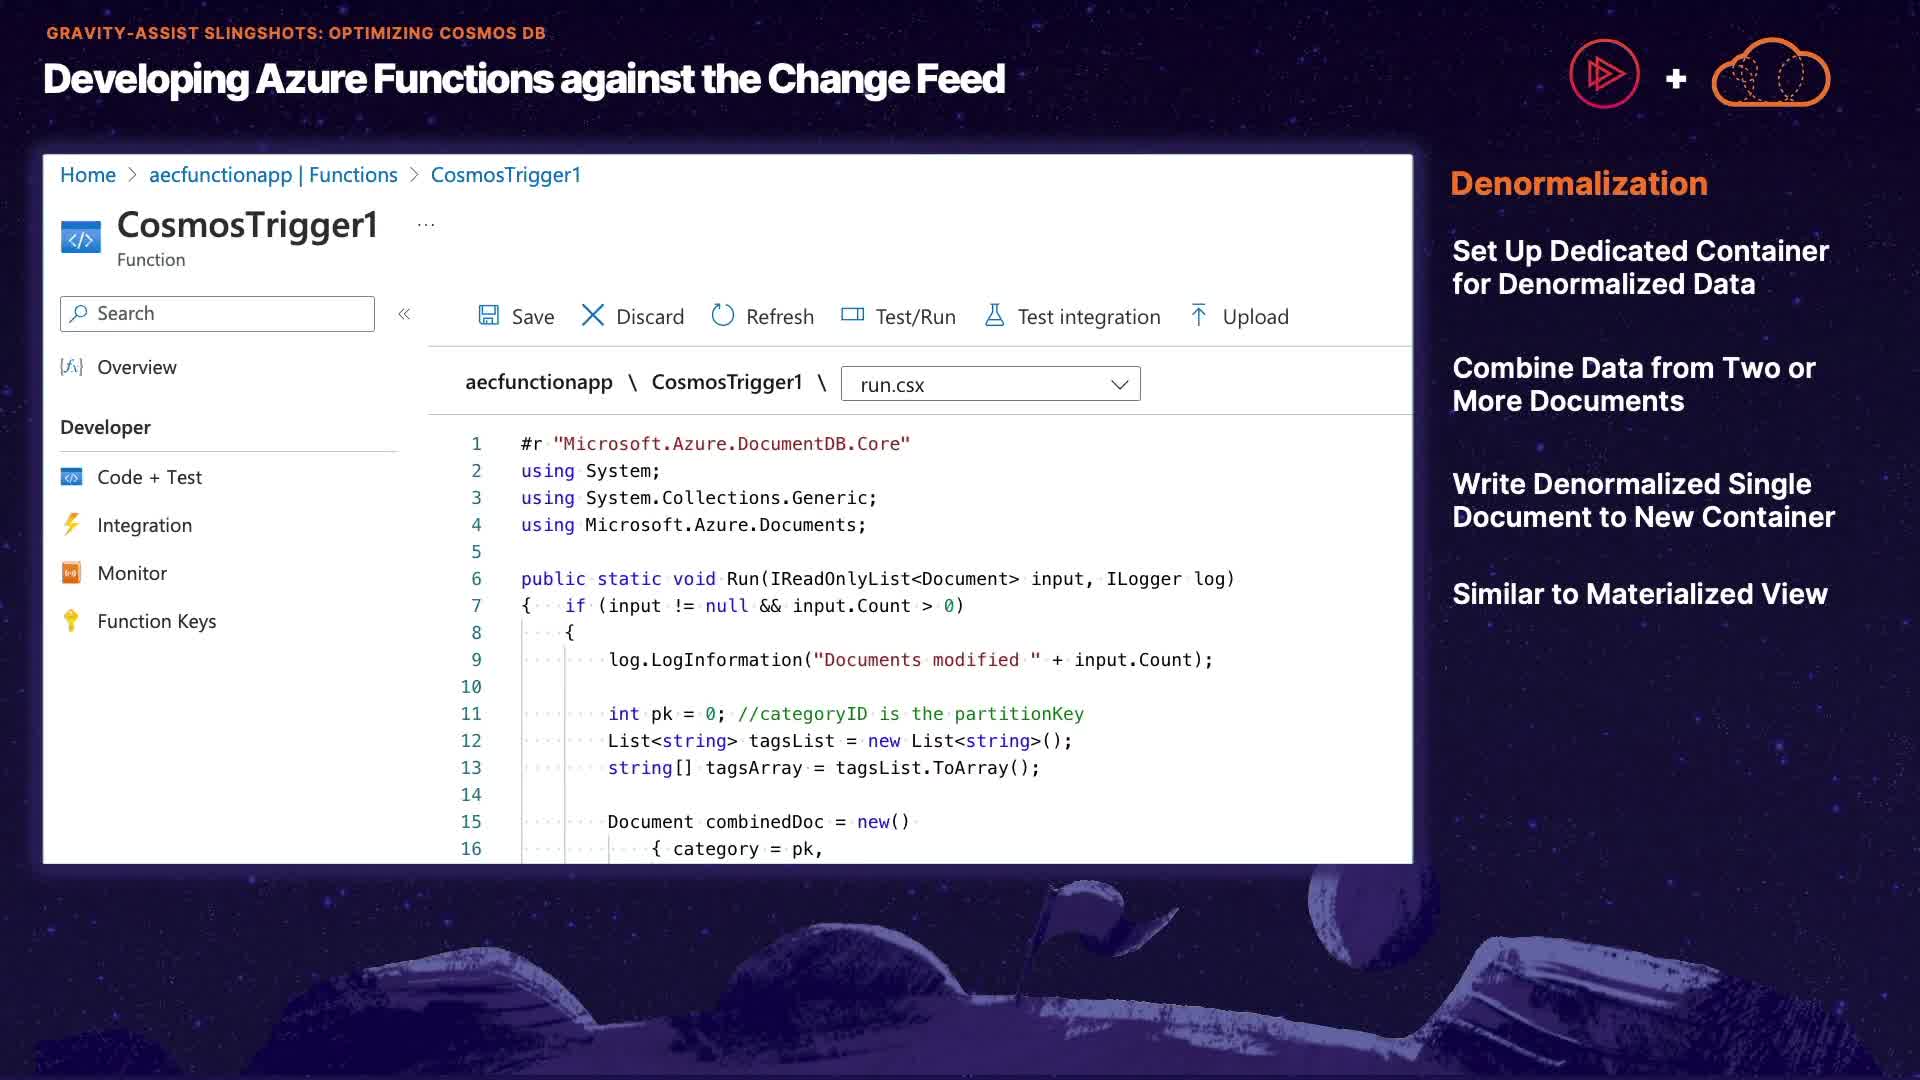 GRAVITY-ASSIST SLINGSHOTS: OPTIMIZING COSMOS DB
Developing Azure Functions against the Change Feed
+
Home > aecfunctionapp | Functions > CosmosTrigger1
CosmosTrigger1 ...
Function
Search «
Overview
Developer
Code + Test
Integration
Monitor
Function Keys
Save Discard Refresh Test/Run Test integration Upload
aecfunctionapp \ CosmosTrigger1 \ run.csx
1 #r "Microsoft.Azure.DocumentDB.Core"
2 using System;
3 using System.Collections.Generic;
4 using Microsoft.Azure.Documents;
5
6 public static void Run(IReadOnlyList<Document> input, ILogger log)
7 { if (input != null && input.Count > 0)
8 {
9 log.LogInformation("Documents modified " + input.Count);
10
11 int pk = 0; //categoryID is the partitionKey
12 List<string> tagsList = new List<string>();
13 string[] tagsArray = tagsList.ToArray();
14
15 Document combinedDoc = new()
16 { category = pk,
Denormalization
Set Up Dedicated Container
for Denormalized Data
Combine Data from Two or
More Documents
Write Denormalized Single
Document to New Container
Similar to Materialized View